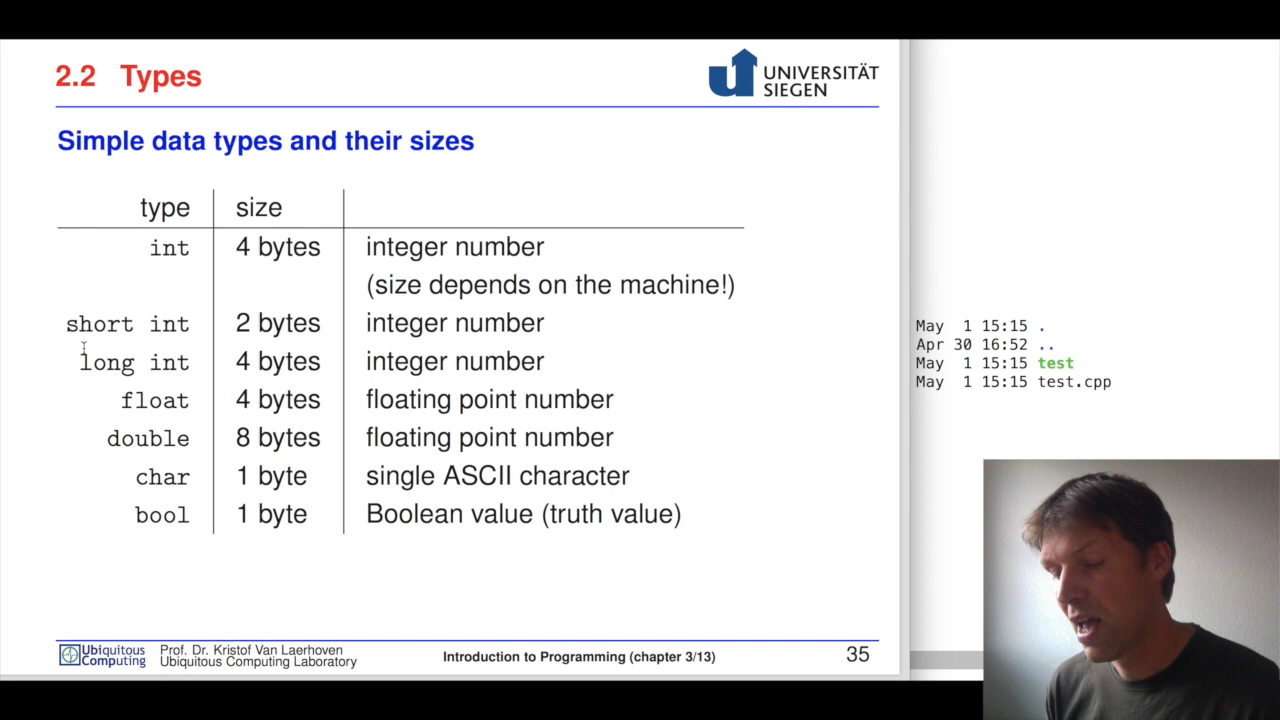 2.2 Types
UNIVERSITÄT
SIEGEN
Simple data types and their sizes
type size
int 4 bytes integer number
(size depends on the machine!)
short int 2 bytes integer number
long int 4 bytes integer number
float 4 bytes floating point number
double 8 bytes floating point number
char 1 byte single ASCII character
bool 1 byte Boolean value (truth value)
May 1 15:15 .
Apr 30 16:52 ..
May 1 15:15 test
May 1 15:15 test.cpp
Ubiquitous
Computing
Prof. Dr. Kristof Van Laerhoven
Ubiquitous Computing Laboratory
Introduction to Programming (chapter 3/13)
35